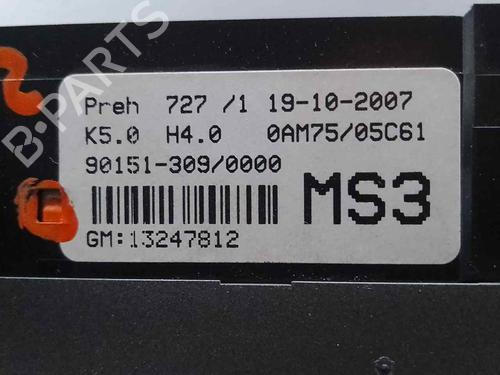 Preh 727 /1 19-10-2007
K5.0 H4.0 0AM75/05C61
90151-309/0000
MS3
GM:13247812
B-PARTS